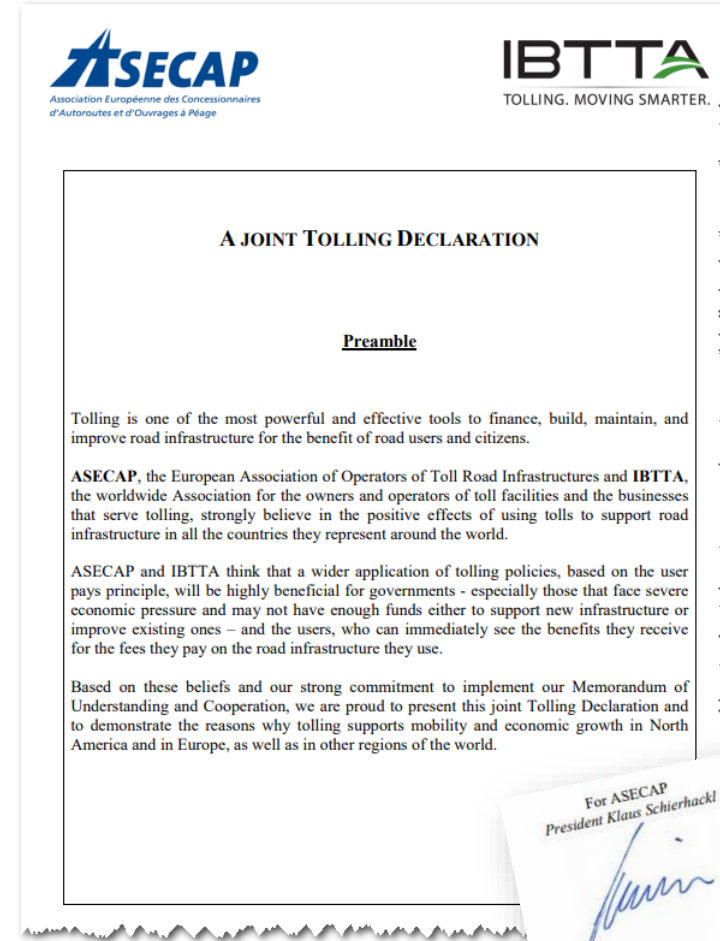 ASECAP
Association Européenne des Concessionnaires
d'Autoroutes et d'Ouvrages à Péage
IBTTA
TOLLING. MOVING SMARTER.
A JOINT TOLLING DECLARATION
Preamble
Tolling is one of the most powerful and effective tools to finance, build, maintain, and
improve road infrastructure for the benefit of road users and citizens.
ASECAP, the European Association of Operators of Toll Road Infrastructures and IBTTA,
the worldwide Association for the owners and operators of toll facilities and the businesses
that serve tolling, strongly believe in the positive effects of using tolls to support road
infrastructure in all the countries they represent around the world.
ASECAP and IBTTA think that a wider application of tolling policies, based on the user
pays principle, will be highly beneficial for governments - especially those that face severe
economic pressure and may not have enough funds either to support new infrastructure or
improve existing ones – and the users, who can immediately see the benefits they receive
for the fees they pay on the road infrastructure they use.
Based on these beliefs and our strong commitment to implement our Memorandum of
Understanding and Cooperation, we are proud to present this joint Tolling Declaration and
to demonstrate the reasons why tolling supports mobility and economic growth in North
America and in Europe, as well as in other regions of the world.
For ASECAP
President Klaus Schierhackl